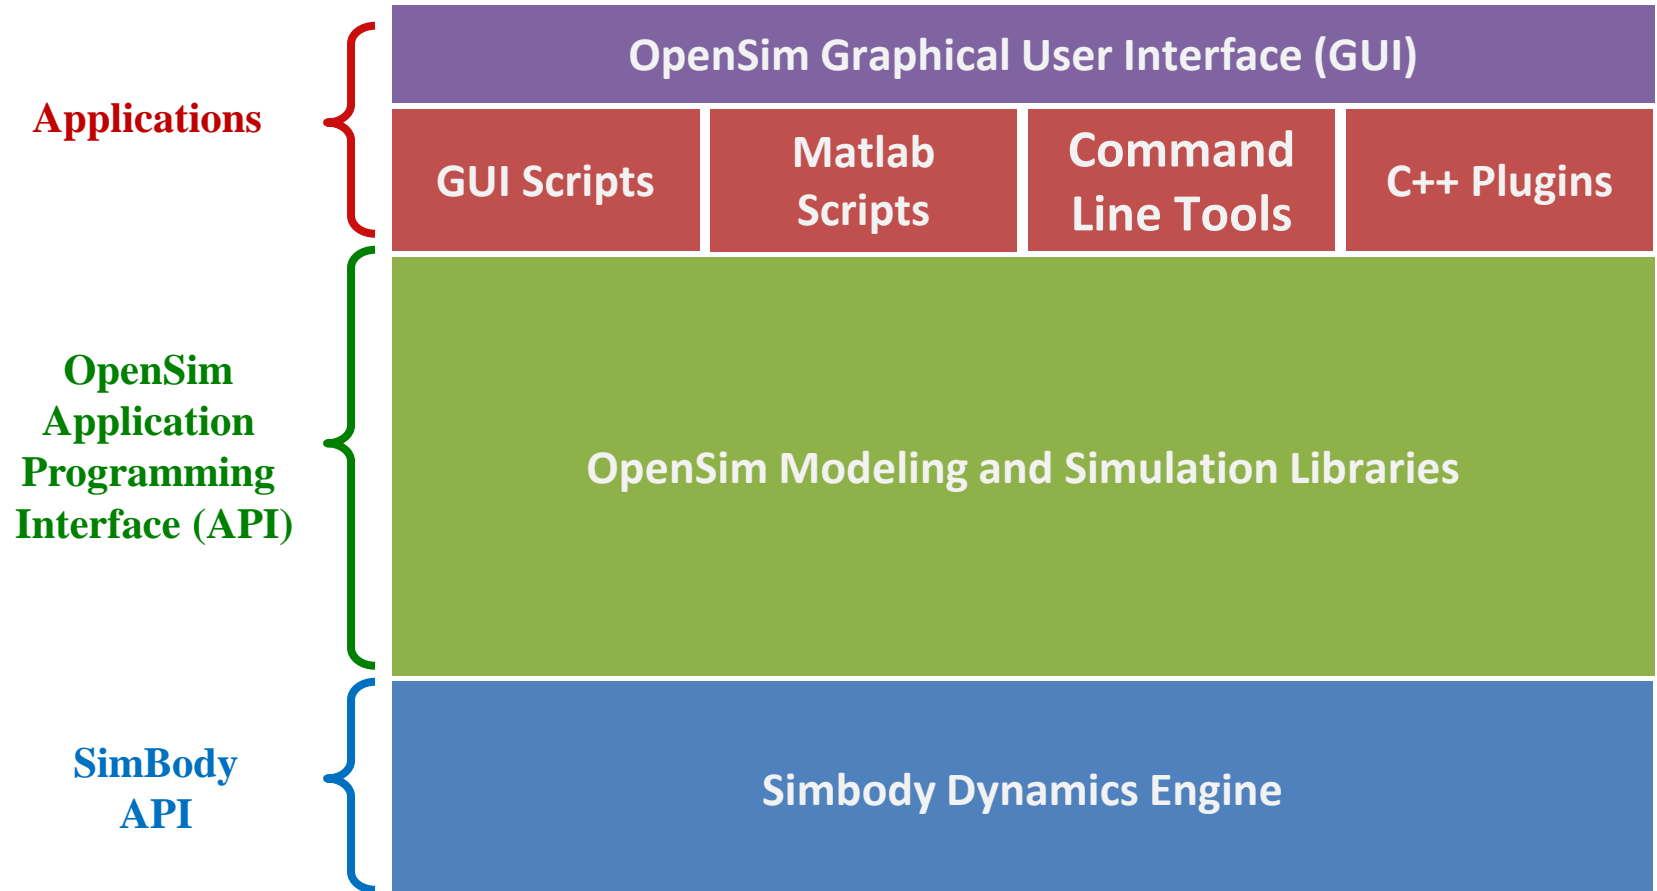 OpenSim Graphical User Interface (GUI)
Applications
GUI Scripts
Matlab
Scripts
Command
Line Tools
C++ Plugins
OpenSim
Application
Programming
Interface (API)
OpenSim Modeling and Simulation Libraries
SimBody
API
Simbody Dynamics Engine